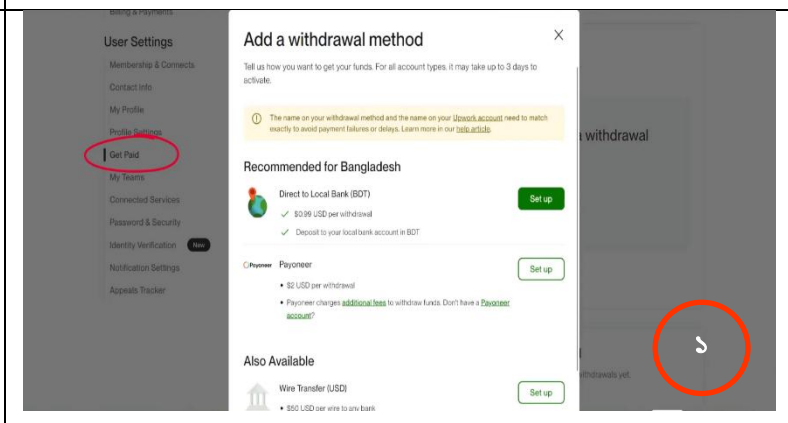 Billing & Payments
User Settings
Membership & Connects
Contact Info
My Profile
Profile Settings
Get Paid
My Teams
Connected Services
Password & Security
Identity Verification New
Notification Settings
Appeals Tracker
Add a withdrawal method
Tell us how you want to get your funds. For all account types, it may take up to 3 days to
activate.
The name on your withdrawal method and the name on your Upwork account need to match
exactly to avoid payment failures or delays. Learn more in our help article.
Recommended for Bangladesh
Direct to Local Bank (BDT)
Set up
$0.99 USD per withdrawal
Deposit to your local bank account in BDT
Payoneer Payoneer
Set up
$2 USD per withdrawal
Payoneer charges additional fees to withdraw funds. Don't have a Payoneer
account?
Also Available
Wire Transfer (USD)
Set up
$50 USD per wire to any bank
withdrawal
withdrawals yet.
১